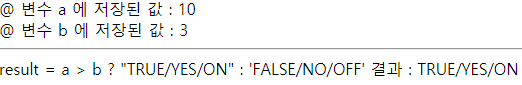 @ 변수 a 에 저장된 값 : 10
@ 변수 b 에 저장된 값 : 3
result = a > b ? "TRUE/YES/ON" : 'FALSE/NO/OFF' 결과 : TRUE/YES/ON